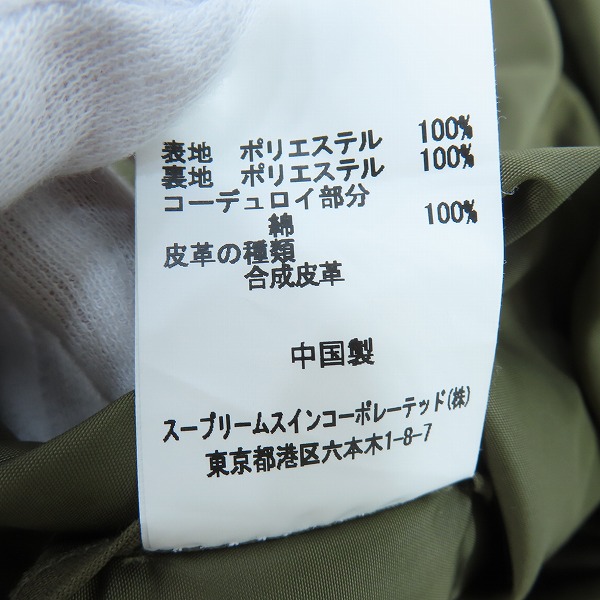 表地 ポリエステル 100%
裏地 ポリエステル 100%
コーデュロイ部分
綿 100%
皮革の種類
合成皮革
中国製
スープリームスインコーポレーテッド(株)
東京都港区六本木1-8-7